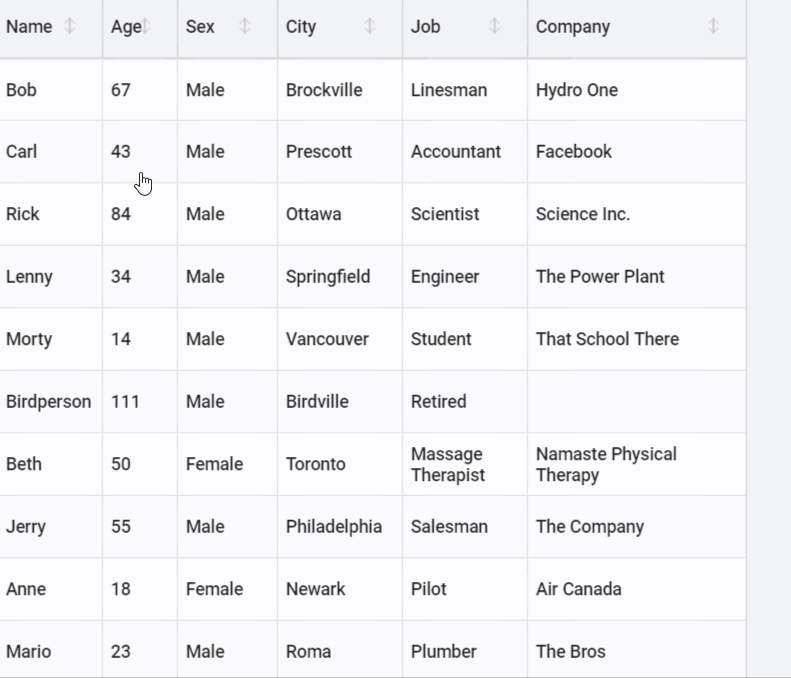 Name Age Sex City Job Company
Bob 67 Male Brockville Linesman Hydro One
Carl 43 Male Prescott Accountant Facebook
Rick 84 Male Ottawa Scientist Science Inc.
Lenny 34 Male Springfield Engineer The Power Plant
Morty 14 Male Vancouver Student That School There
Birdperson 111 Male Birdville Retired
Beth 50 Female Toronto Massage Therapist Namaste Physical Therapy
Jerry 55 Male Philadelphia Salesman The Company
Anne 18 Female Newark Pilot Air Canada
Mario 23 Male Roma Plumber The Bros